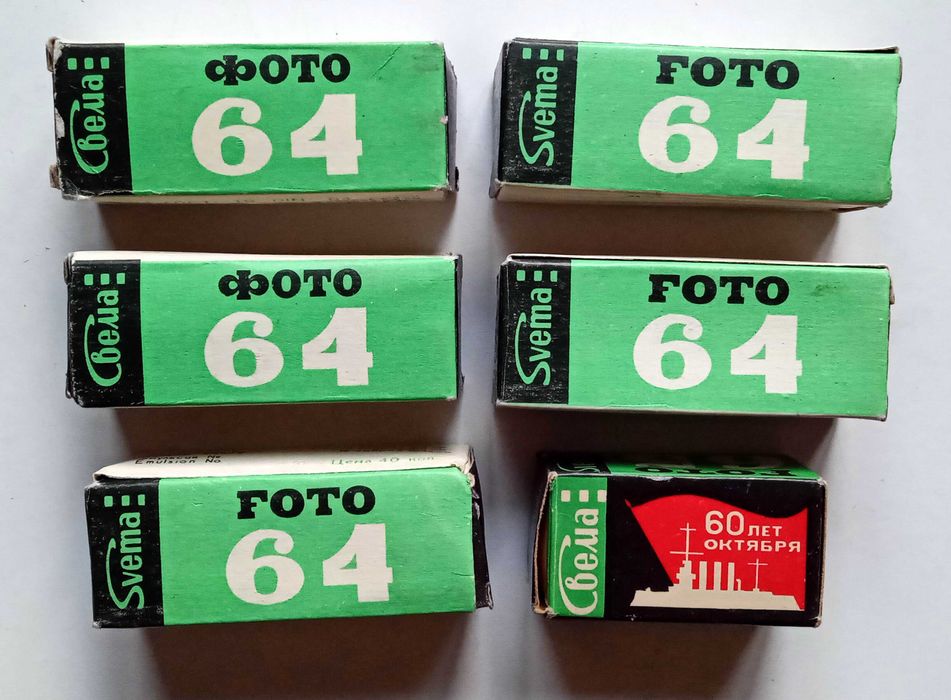 Свема
ФОТО
64
Svema
FOTO
64
Свема
ФОТО
64
Svema
FOTO
64
Emulsion No
Цена 40 коп.
Svema
FOTO
64
FOTO
Свема
60 ЛЕТ
ОКТЯБРЯ